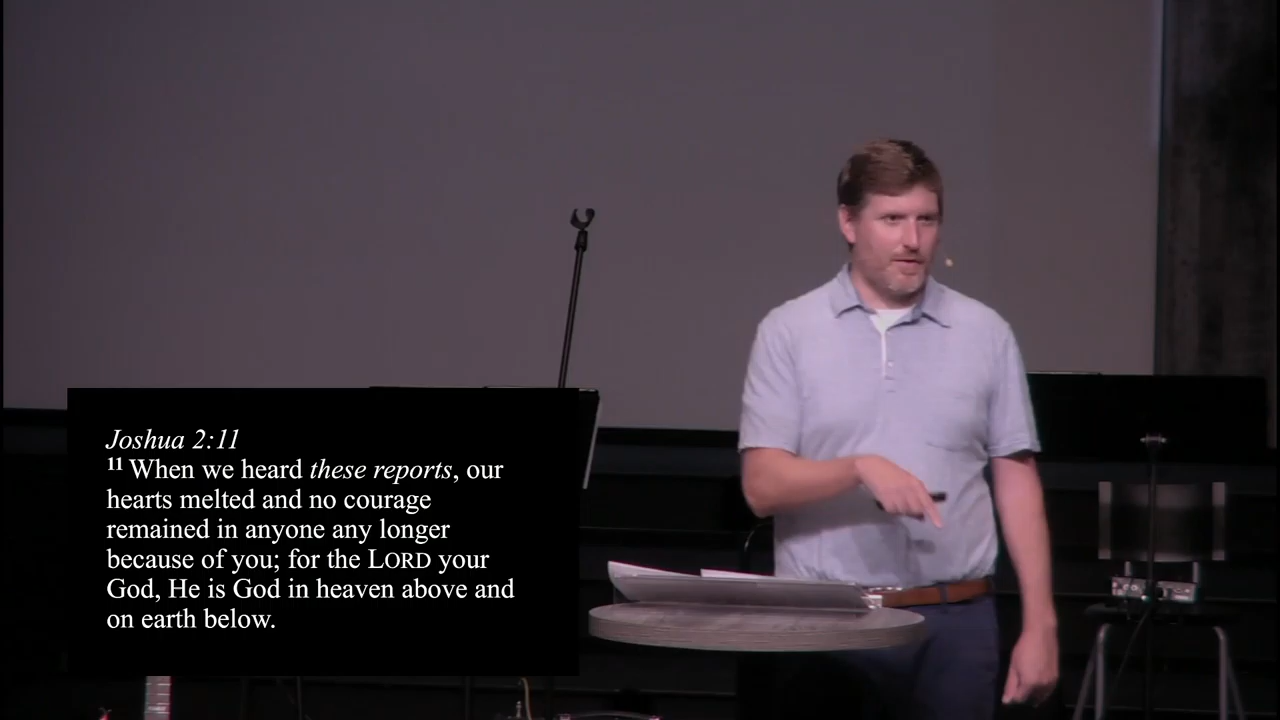 Joshua 2:11
11 When we heard these reports, our
hearts melted and no courage
remained in anyone any longer
because of you; for the LORD your
God, He is God in heaven above and
on earth below.